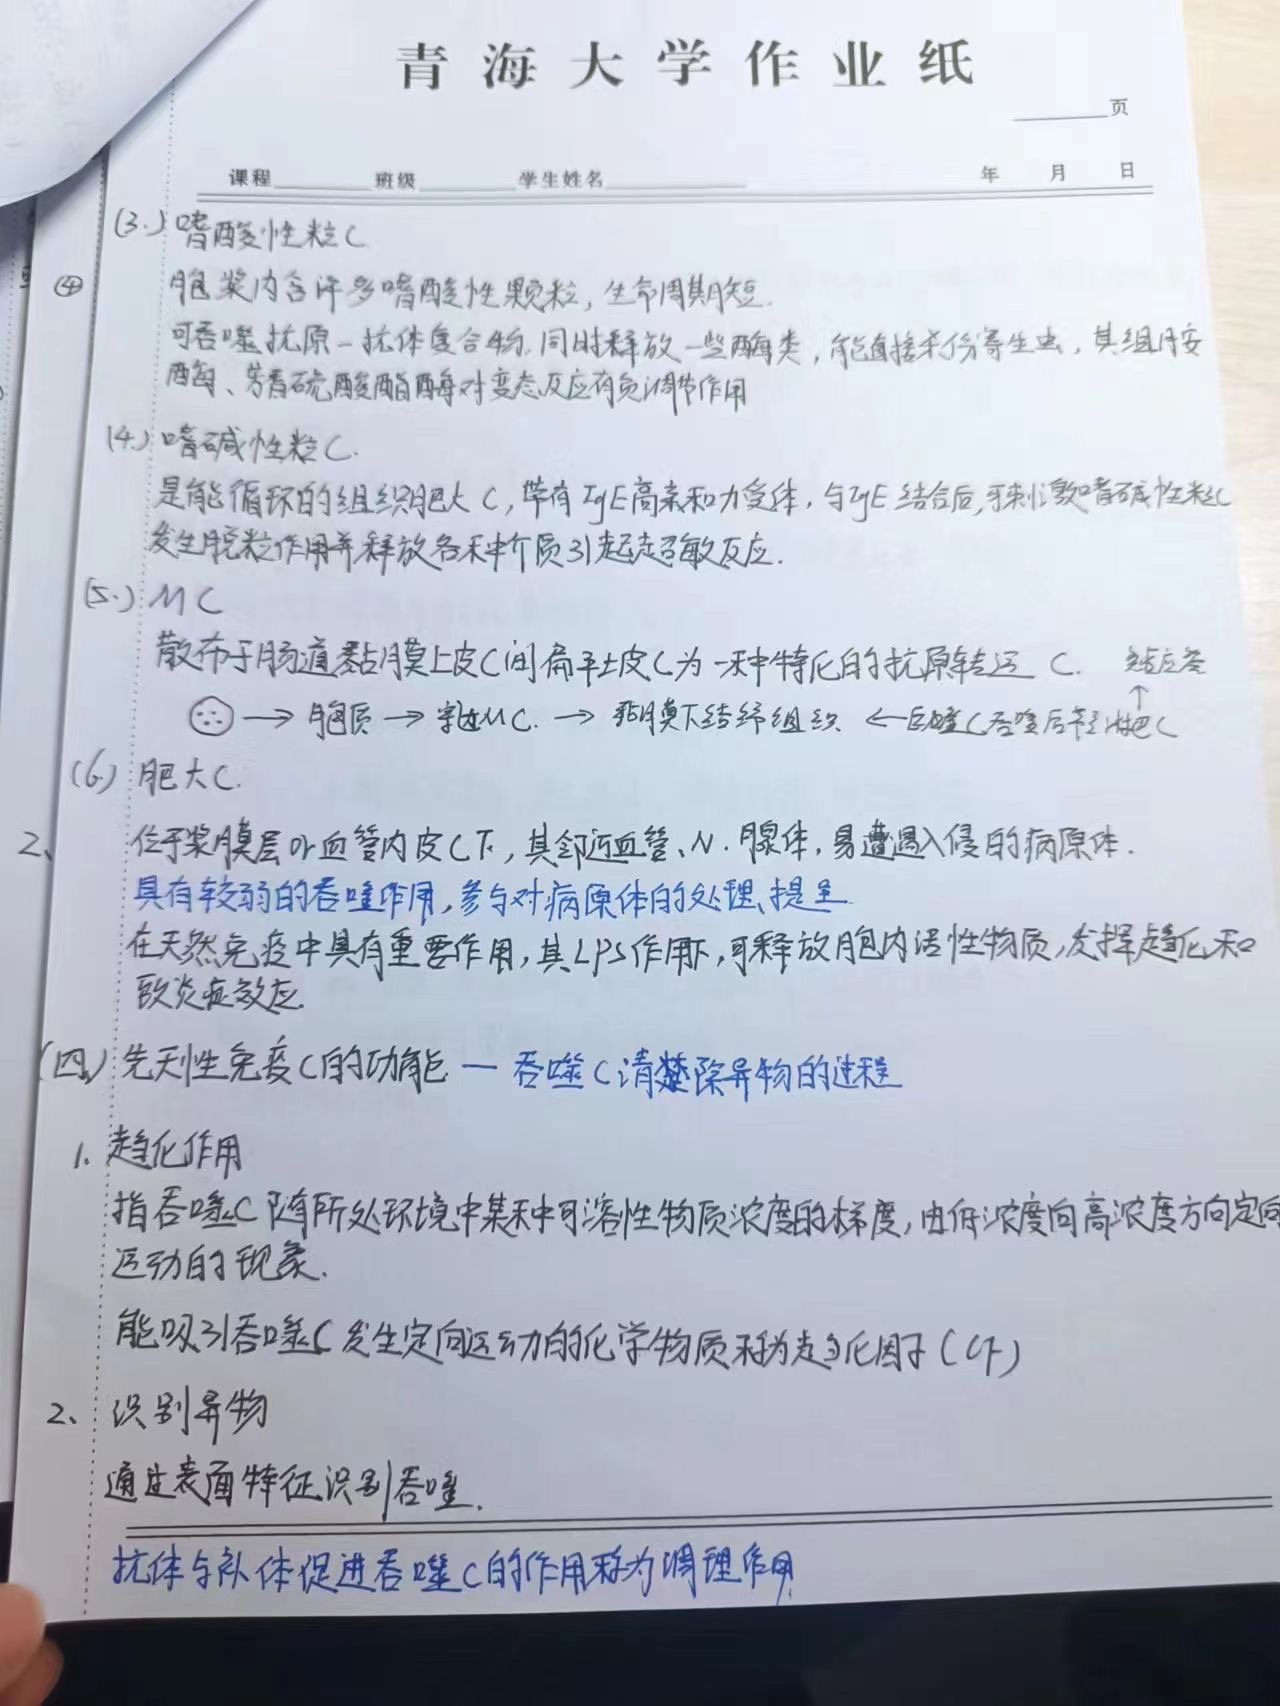 青海大学作业纸
页
课程 班级 学生姓名 年 月 日
(3.) 嗜酸性粒C
④ 胞浆内含许多嗜酸性颗粒，生命周期短.
可吞噬抗原-抗体复合物.同时释放一些酶类，能直接杀伤寄生虫，其组胺
酶、芳香硫酸酯酶对变态反应有负调节作用
(4.) 嗜碱性粒C.
是能循环的组织肥大C，带有IgE高亲和力受体，与IgE结合后,可刺激嗜碱性粒C
发生脱粒作用并释放各种介质引起超敏反应.
(5.) MC
散布于肠道黏膜上皮C间扁平上皮C为一种特化的抗原转运C. 免疫应答
↑
→ 胞质 → 穿过MC. → 黏膜下结缔组织 ← 巨噬C吞噬后 靶C
(6.) 肥大C.
2、 位于浆膜层or血管内皮C下，其邻近血管、N.腺体，易遭遇入侵的病原体.
具有较弱的吞噬作用，参与对病原体的处理、提呈
在天然免疫中具有重要作用，其LPS作用下，可释放胞内活性物质，发挥趋化和
致炎症效应.
(四) 先天性免疫C的功能 — 吞噬C清除异物的过程
1. 趋化作用
指吞噬C随所处环境中某种可溶性物质浓度的梯度，由低浓度向高浓度方向定向
运动的现象.
能吸引吞噬C发生定向运动的化学物质称为趋化因子(CF)
2、 识别异物
通过表面特征识别吞噬.
抗体与补体促进吞噬C的作用称为调理作用.